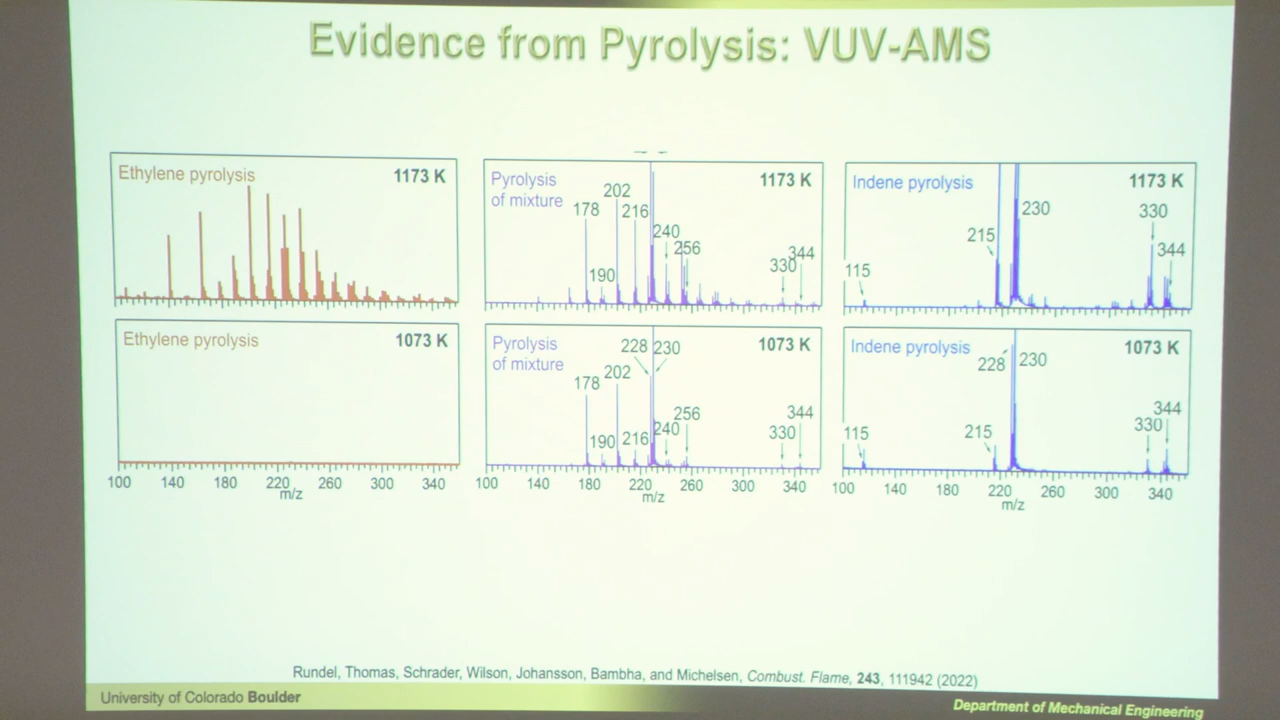 Evidence from Pyrolysis: VUV-AMS
Ethylene pyrolysis
1173 K
Pyrolysis
of mixture
1173 K
178
190
202
216
240
256
330
344
Indene pyrolysis
1173 K
115
215
230
330
344
Ethylene pyrolysis
1073 K
100 140 180 220 260 300 340
m/z
Pyrolysis
of mixture
1073 K
178
190
202
216
228
230
240
256
330
344
100 140 180 220 260 300 340
m/z
Indene pyrolysis
1073 K
115
215
228
230
330
344
100 140 180 220 260 300 340
m/z
Rundel, Thomas, Schrader, Wilson, Johansson, Bambha, and Michelsen, Combust. Flame, 243, 111942 (2022)
University of Colorado Boulder
Department of Mechanical Engineering